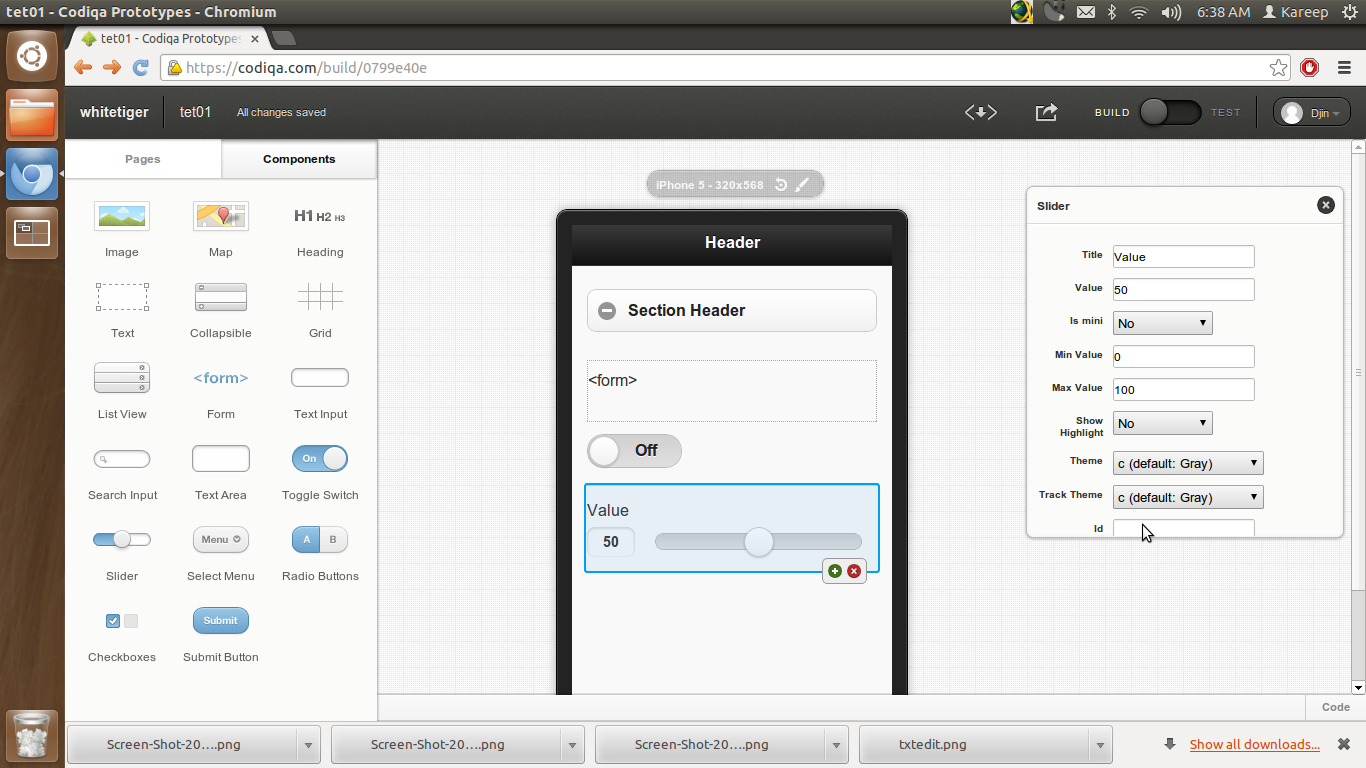 tet01 - Codiqa Prototypes - Chromium
6:38 AM Kareep
tet01 - Codiqa Prototypes
https://codiqa.com/build/0799e40e
whitetiger tet01 All changes saved BUILD TEST Djin
Pages Components
iPhone 5 - 320x568
Slider
H1 H2 H3
Image Map Heading
Text Collapsible Grid
<form>
List View Form Text Input
On
Search Input Text Area Toggle Switch
Menu A B
Slider Select Menu Radio Buttons
Submit
Checkboxes Submit Button
Header
Section Header
<form>
Off
Value
50
Title Value
Value 50
Is mini No
Min Value 0
Max Value 100
Show
Highlight No
Theme c (default: Gray)
Track Theme c (default: Gray)
Id
Code
Screen-Shot-20....png Screen-Shot-20....png Screen-Shot-20....png txtedit.png Show all downloads...